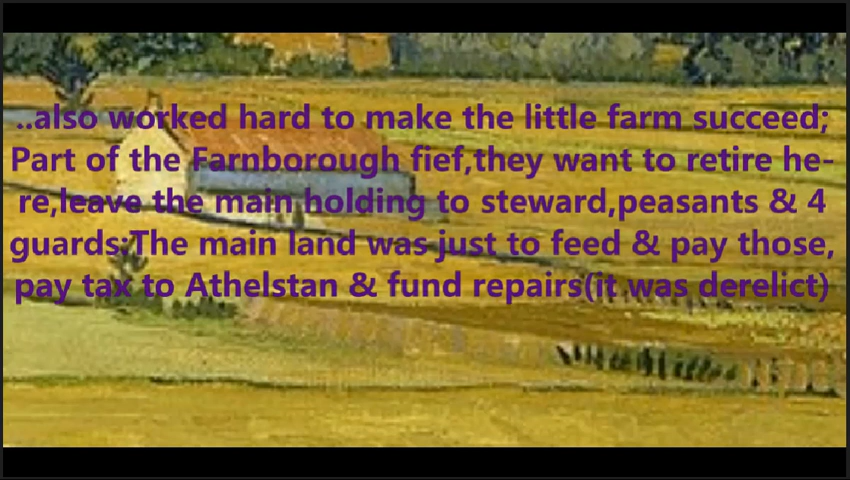 ..also worked hard to make the little farm succeed;
Part of the Farnborough fief,they want to retire he-
re,leave the main holding to steward,peasants & 4
guards;The main land was just to feed & pay those,
pay tax to Athelstan & fund repairs(it was derelict)